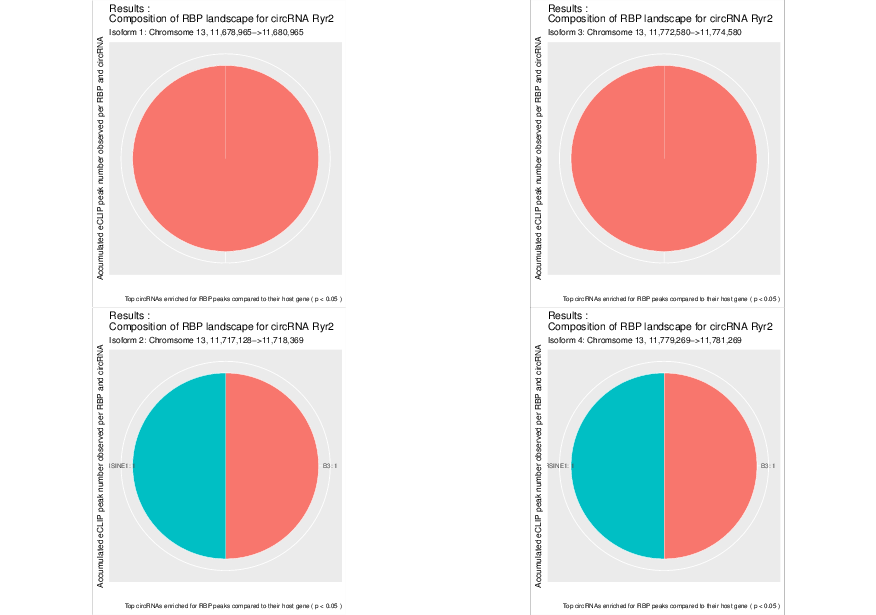 Results :
Composition of RBP landscape for circRNA Ryr2
Isoform 1: Chromsome 13, 11,678,965-->11,680,965
Accumulated eCLIP peak number observed per RBP and circRNA
Top circRNAs enriched for RBP peaks compared to their host gene ( p < 0.05 )
Results :
Composition of RBP landscape for circRNA Ryr2
Isoform 3: Chromsome 13, 11,772,580-->11,774,580
Accumulated eCLIP peak number observed per RBP and circRNA
Top circRNAs enriched for RBP peaks compared to their host gene ( p < 0.05 )
Results :
Composition of RBP landscape for circRNA Ryr2
Isoform 2: Chromsome 13, 11,717,128-->11,718,369
Accumulated eCLIP peak number observed per RBP and circRNA
B3: 1
Top circRNAs enriched for RBP peaks compared to their host gene ( p < 0.05 )
Results :
Composition of RBP landscape for circRNA Ryr2
Isoform 4: Chromsome 13, 11,779,269-->11,781,269
Accumulated eCLIP peak number observed per RBP and circRNA
B3: 1
Top circRNAs enriched for RBP peaks compared to their host gene ( p < 0.05 )